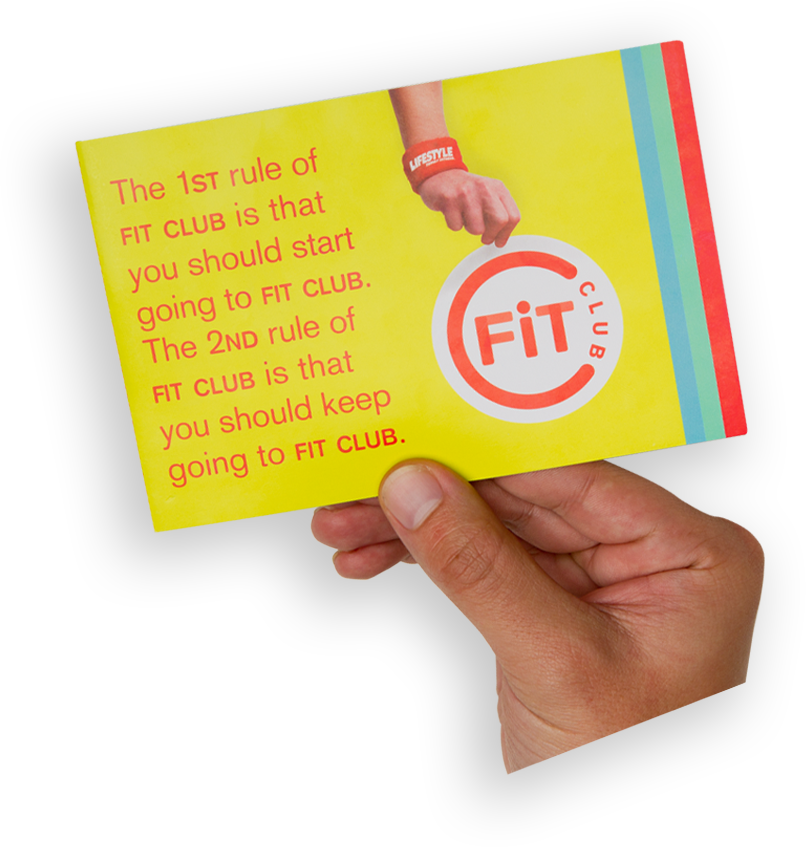 The 1ST rule of
FIT CLUB is that
you should start
going to FIT CLUB.
The 2ND rule of
FIT CLUB is that
you should keep
going to FIT CLUB.
LIFESTYLE
FiT
CLUB